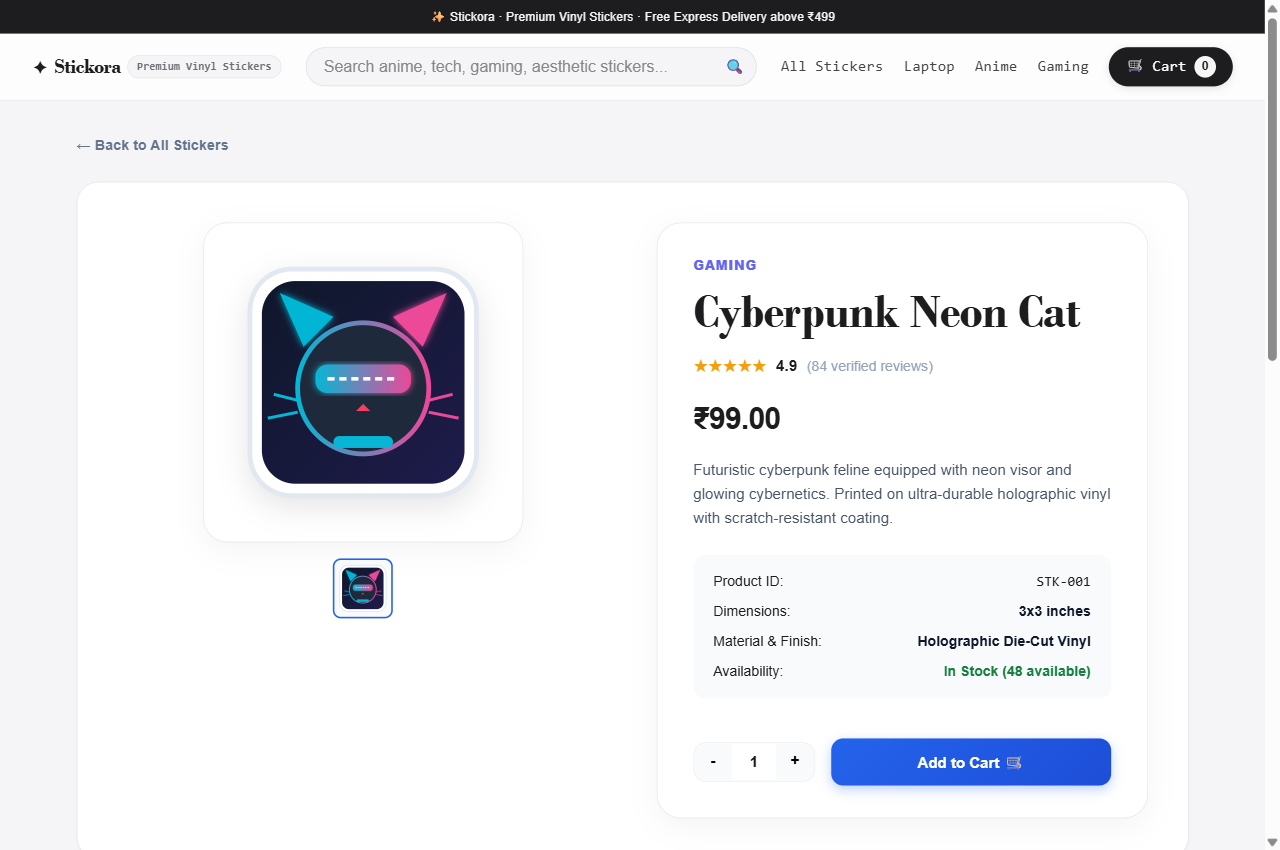 ✨ Stickora · Premium Vinyl Stickers · Free Express Delivery above ₹499
✦ Stickora
Premium Vinyl Stickers
Search anime, tech, gaming, aesthetic stickers...
All Stickers
Laptop
Anime
Gaming
🛒 Cart 0
← Back to All Stickers
GAMING
Cyberpunk Neon Cat
★★★★★ 4.9 (84 verified reviews)
₹99.00
Futuristic cyberpunk feline equipped with neon visor and
glowing cybernetics. Printed on ultra-durable holographic vinyl
with scratch-resistant coating.
Product ID: STK-001
Dimensions: 3x3 inches
Material & Finish: Holographic Die-Cut Vinyl
Availability: In Stock (48 available)
- 1 +
Add to Cart 🛒